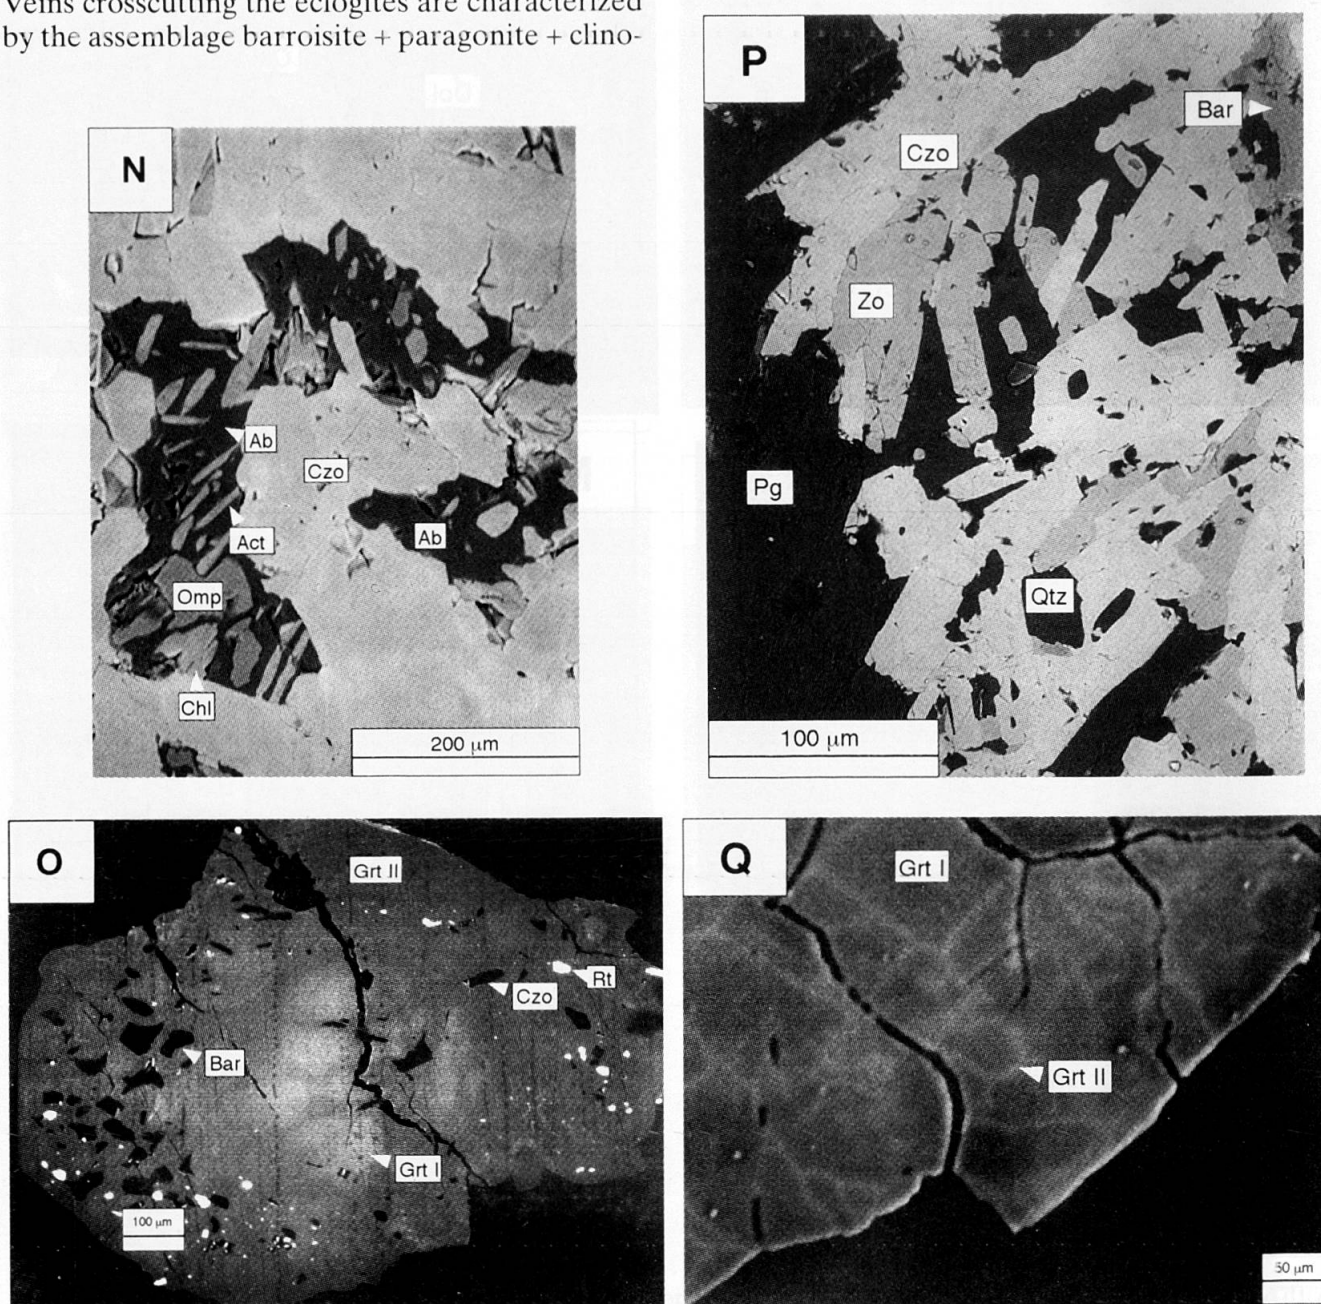 Veins crosscutting the eclogites are characterized
by the assemblage barroisite + paragonite + clino-
N
Ab
Czo
Act
Ab
Omp
Chl
200 µm
P
Bar
Czo
Zo
Pg
Qtz
100 µm
O
Grt II
Rt
Czo
Bar
Grt I
100 µm
Q
Grt I
Grt II
50 µm